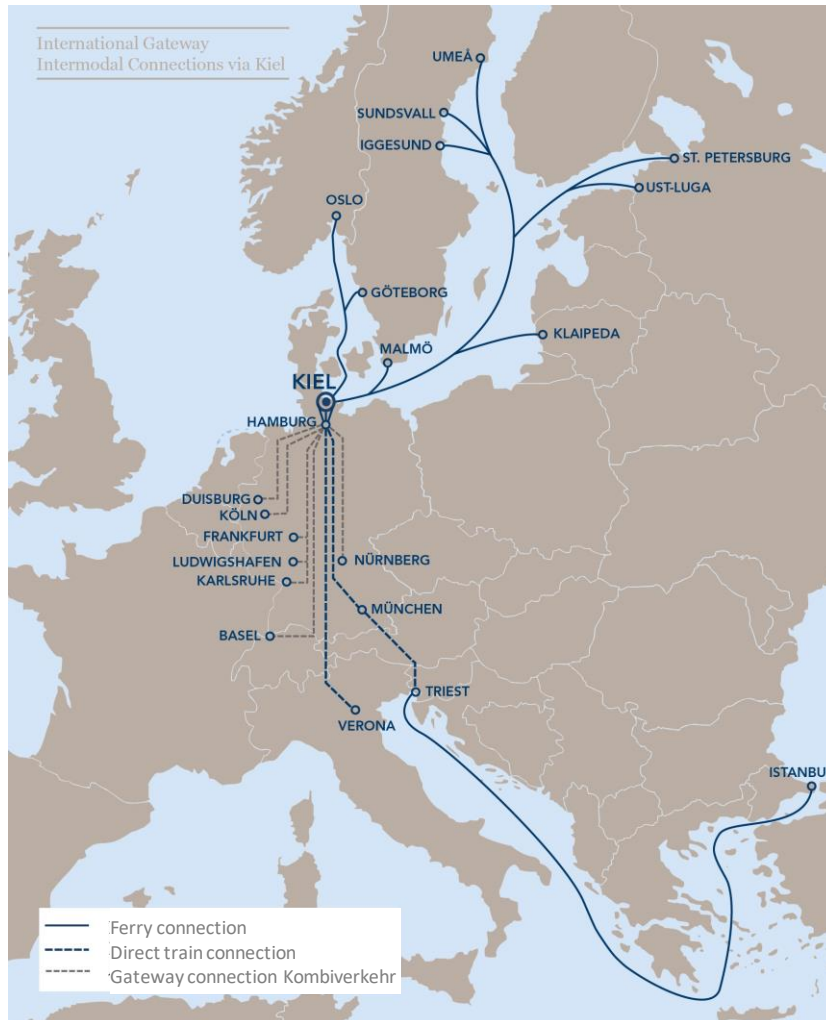 International Gateway
Intermodal Connections via Kiel
UMEÅ
SUNDSVALL
IGGESUND
ST. PETERSBURG
UST-LUGA
OSLO
GÖTEBORG
KLAIPEDA
MALMÖ
KIEL
HAMBURG
DUISBURG
KÖLN
FRANKFURT
LUDWIGSHAFEN
NÜRNBERG
KARLSRUHE
MÜNCHEN
BASEL
TRIEST
VERONA
ISTANBU
Ferry connection
Direct train connection
Gateway connection Kombiverkehr